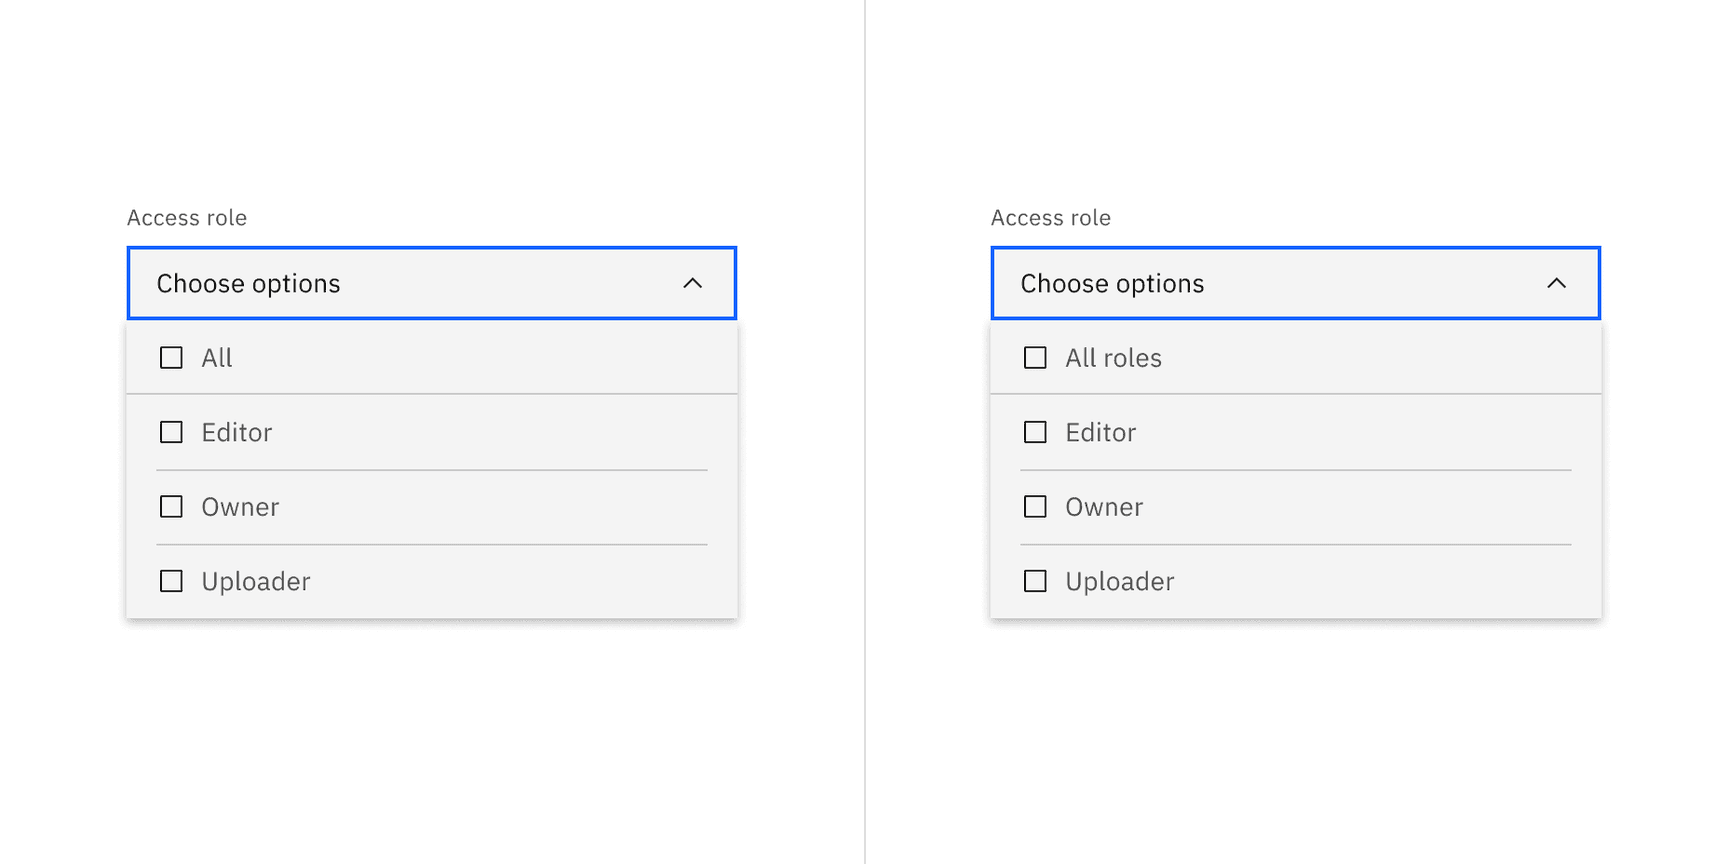 Access role
Choose options
All
Editor
Owner
Uploader
Access role
Choose options
All roles
Editor
Owner
Uploader